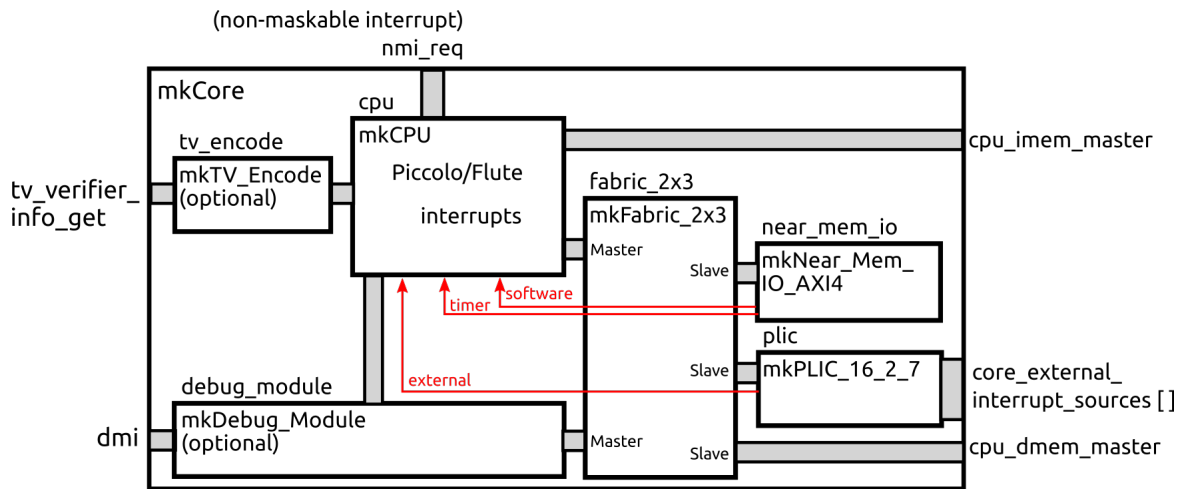 (non-maskable interrupt)
nmi_req
mkCore
cpu
mkCPU
Piccolo/Flute
interrupts
tv_encode
mkTV_Encode
(optional)
tv_verifier_
info_get
cpu_imem_master
fabric_2x3
mkFabric_2x3
Master
Slave
near_mem_io
mkNear_Mem_
IO_AXI4
software
timer
plic
mkPLIC_16_2_7
Slave
external
core_external_
interrupt_sources [ ]
debug_module
mkDebug_Module
(optional)
dmi
Master
Slave
cpu_dmem_master